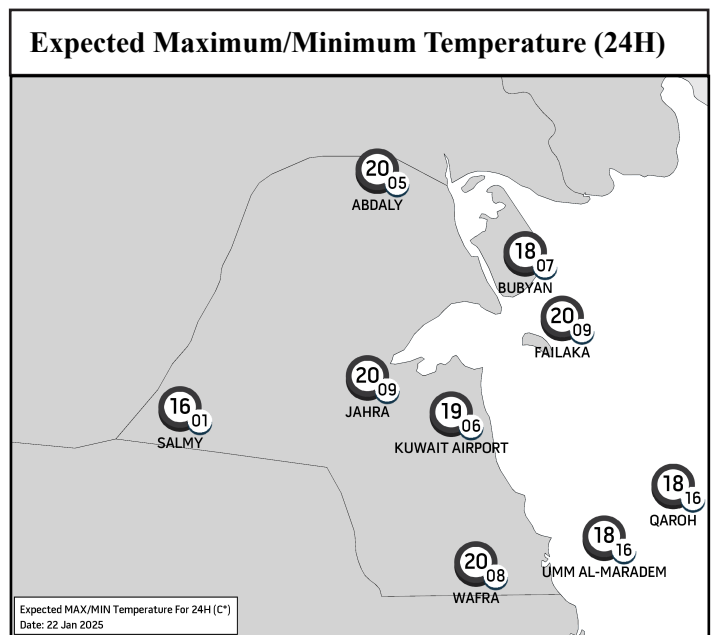 Expected Maximum/Minimum Temperature (24H)
20
05
ABDALY
18
07
BUBYAN
20
09
FAILAKA
20
09
JAHRA
16
01
SALMY
19
06
KUWAIT AIRPORT
18
16
QAROH
18
16
UMM AL-MARADEM
20
08
WAFRA
Expected MAX/MIN Temperature For 24H (C°)
Date: 22 Jan 2025